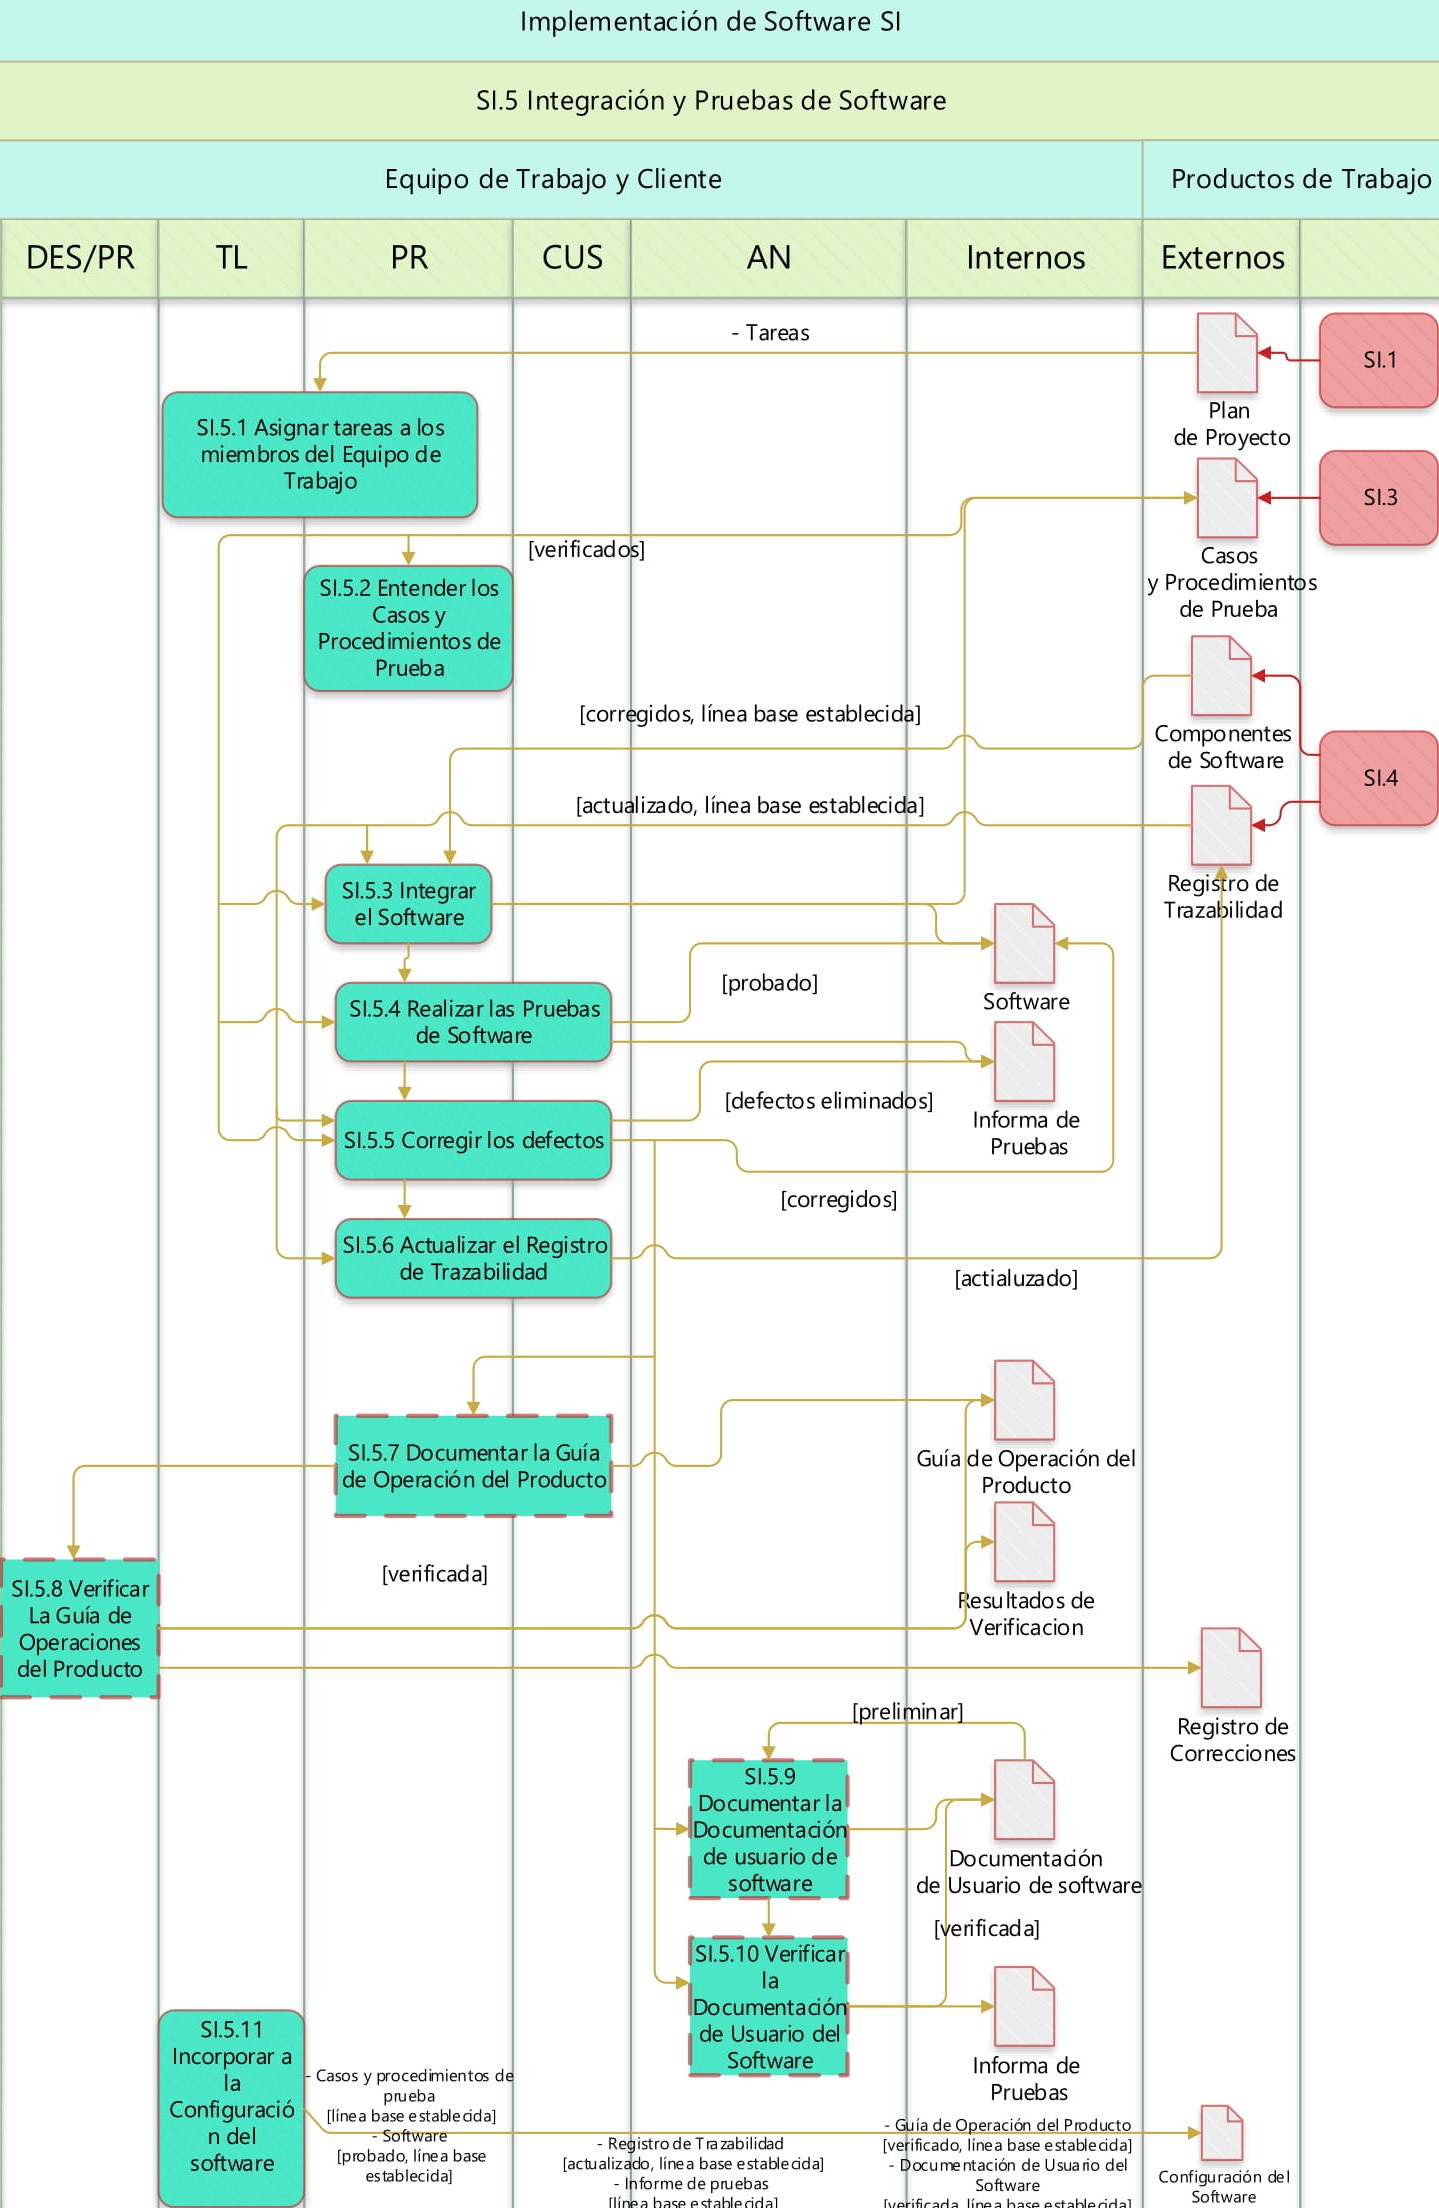 Implementación de Software SI
SI.5 Integración y Pruebas de Software
Equipo de Trabajo y Cliente
Productos de Trabajo
DES/PR
TL
PR
CUS
AN
Internos
Externos
- Tareas
SI.1
Plan
de Proyecto
SI.5.1 Asignar tareas a los
miembros del Equipo de
Trabajo
SI.3
[verificados]
Casos
y Procedimientos
de Prueba
SI.5.2 Entender los
Casos y
Procedimientos de
Prueba
[corregidos, línea base establecida]
Componentes
de Software
SI.4
[actualizado, línea base establecida]
Registro de
Trazabilidad
SI.5.3 Integrar
el Software
[probado]
Software
SI.5.4 Realizar las Pruebas
de Software
[defectos eliminados]
Informa de
Pruebas
SI.5.5 Corregir los defectos
[corregidos]
SI.5.6 Actualizar el Registro
de Trazabilidad
[actialuzado]
SI.5.7 Documentar la Guía
de Operación del Producto
Guía de Operación del
Producto
[verificada]
SI.5.8 Verificar
La Guía de
Operaciones
del Producto
Resultados de
Verificacion
Registro de
Correcciones
[preliminar]
SI.5.9
Documentar la
Documentación
de usuario de
software
Documentación
de Usuario de software
[verificada]
SI.5.10 Verificar
la
Documentación
de Usuario del
Software
Informa de
Pruebas
SI.5.11
Incorporar a
la
Configuració
n del
software
- Casos y procedimientos de
prueba
[línea base establecida]
- Software
[probado, línea base
establecida]
- Registro de Trazabilidad
[actualizado, línea base establecida]
- Informe de pruebas
[línea base establecida]
- Guía de Operación del Producto
[verificado, línea base establecida]
- Documentación de Usuario del
Software
[verificada, línea base establecida]
Configuración del
Software